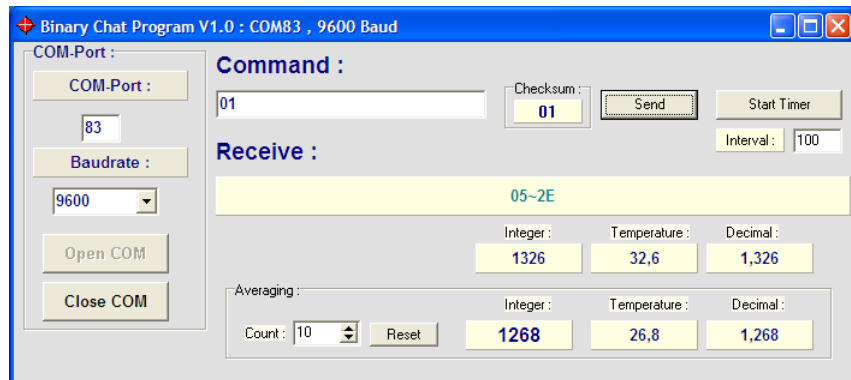 Binary Chat Program V1.0 : COM83 , 9600 Baud
COM-Port :
COM-Port :
83
Baudrate :
9600
Open COM
Close COM
Command :
01
Checksum :
01
Send
Start Timer
Interval : 100
Receive :
05~2E
Integer : Temperature : Decimal :
1326 32,6 1,326
Averaging :
Count : 10 Reset
Integer : Temperature : Decimal :
1268 26,8 1,268